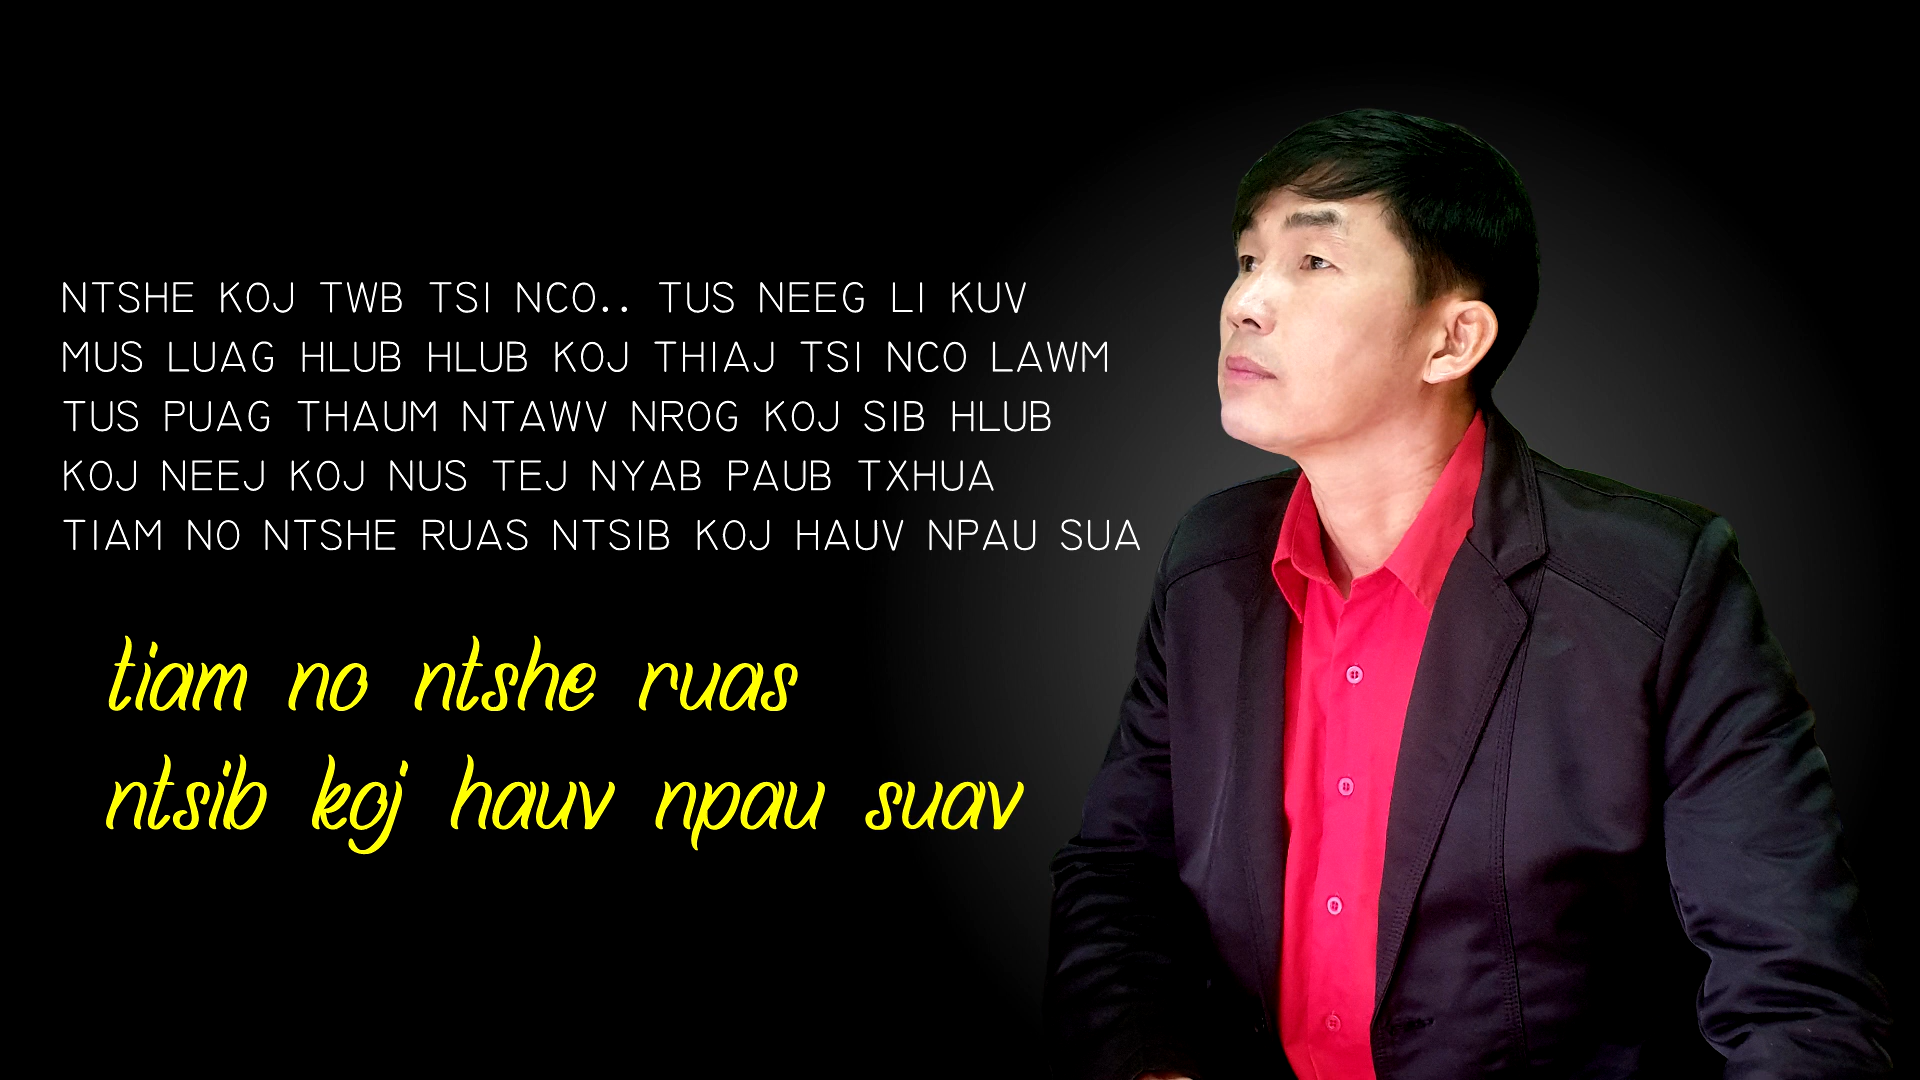 NTSHE KOJ TWB TSI NCO.. TUS NEEG LI KUV
MUS LUAG HLUB HLUB KOJ THIAJ TSI NCO LAWM
TUS PUAG THAUM NTAWV NROG KOJ SIB HLUB
KOJ NEEJ KOJ NUS TEJ NYAB PAUB TXHUA
TIAM NO NTSHE RUAS NTSIB KOJ HAUV NPAU SUA
tiam no ntshe ruas
ntsib koj hauv npau suav